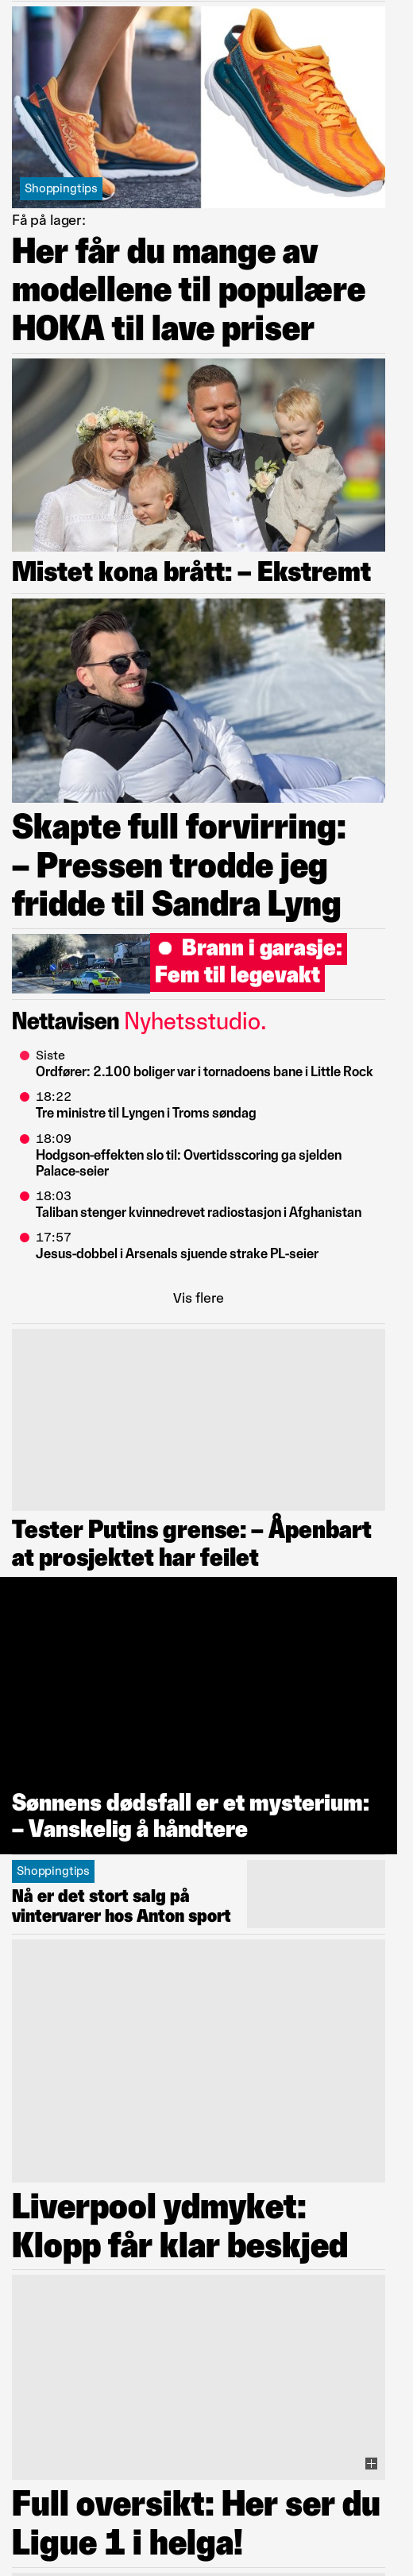 Shoppingtips
Få på lager:
Her får du mange av
modellene til populære
HOKA til lave priser
Mistet kona brått: – Ekstremt
Skapte full forvirring:
– Pressen trodde jeg
fridde til Sandra Lyng
Brann i garasje:
Fem til legevakt
Nettavisen Nyhetsstudio.
Siste
Ordfører: 2.100 boliger var i tornadoens bane i Little Rock
18:22
Tre ministre til Lyngen i Troms søndag
18:09
Hodgson-effekten slo til: Overtidsscoring ga sjelden
Palace-seier
18:03
Taliban stenger kvinnedrevet radiostasjon i Afghanistan
17:57
Jesus-dobbel i Arsenals sjuende strake PL-seier
Vis flere
Tester Putins grense: – Åpenbart
at prosjektet har feilet
Sønnens dødsfall er et mysterium:
– Vanskelig å håndtere
Shoppingtips
Nå er det stort salg på
vintervarer hos Anton sport
Liverpool ydmyket:
Klopp får klar beskjed
Full oversikt: Her ser du
Ligue 1 i helga!